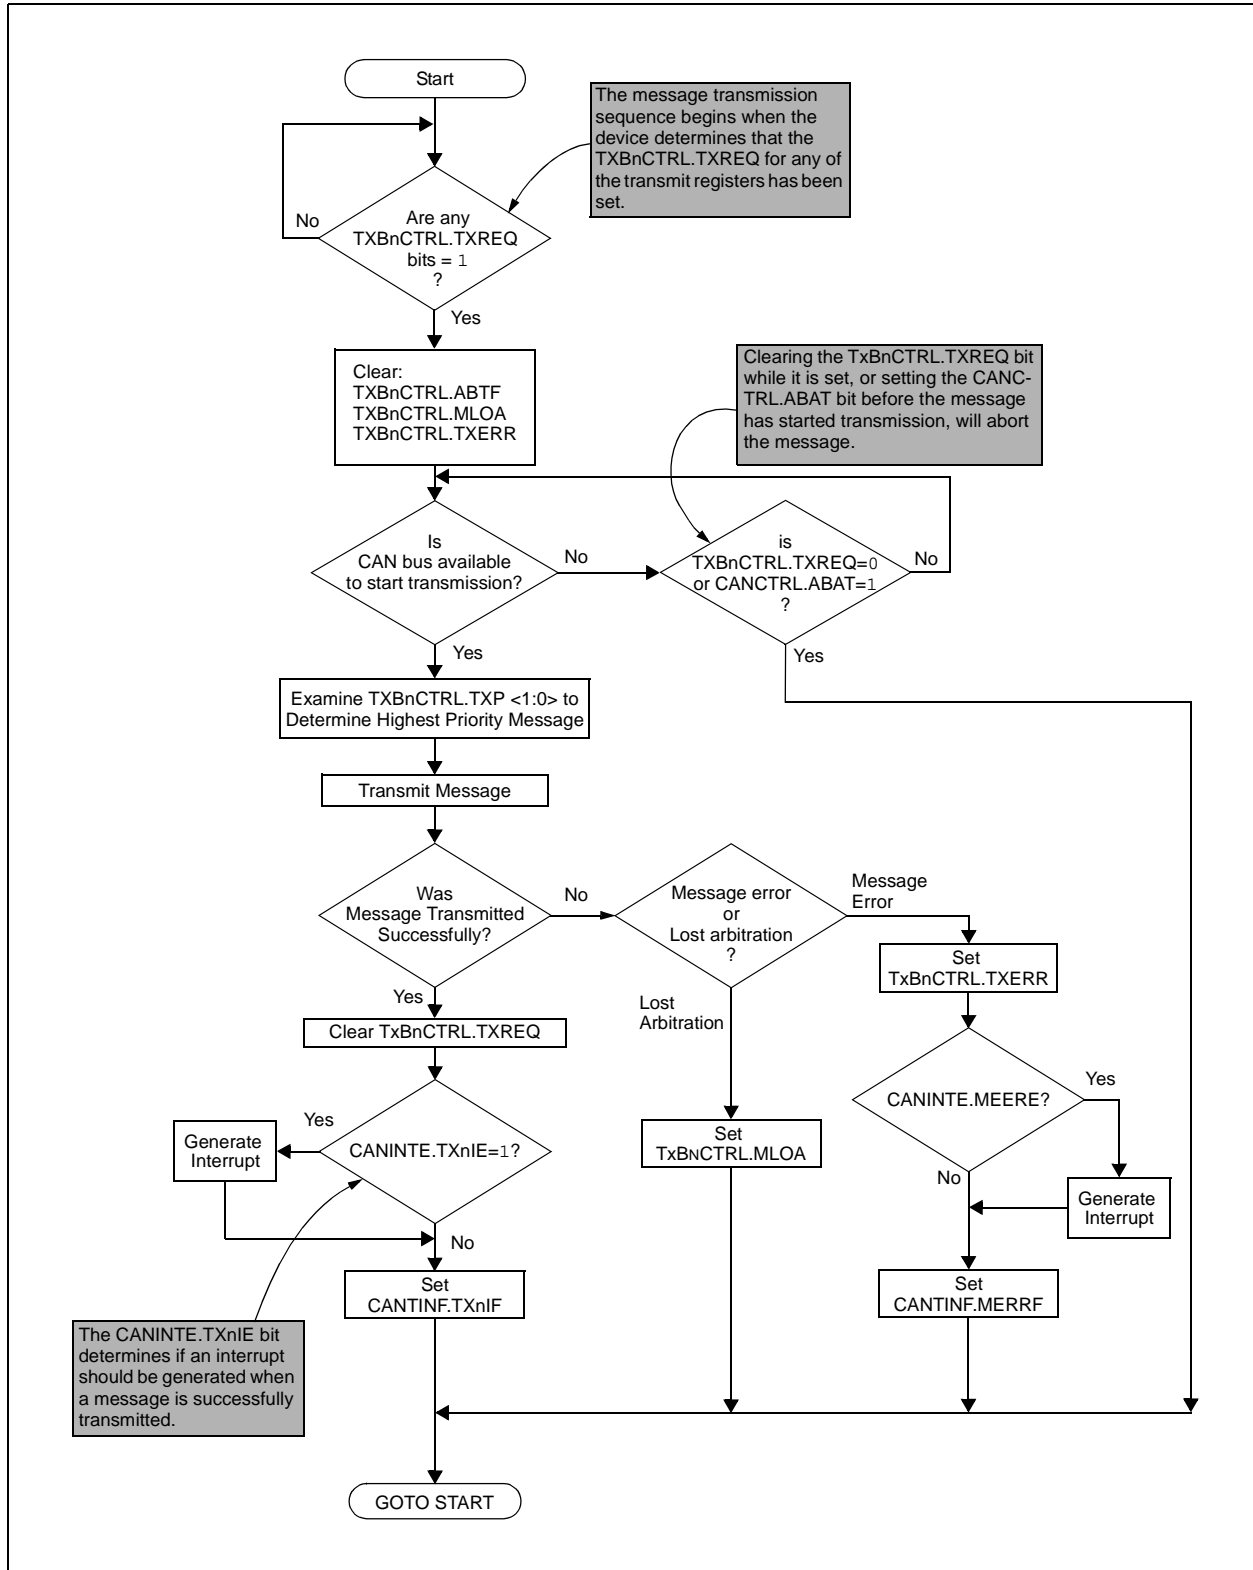 Start
The message transmission
sequence begins when the
device determines that the
TXBnCTRL.TXREQ for any of
the transmit registers has been
set.
No
Are any
TXBnCTRL.TXREQ
bits = 1
?
Yes
Clear:
TXBnCTRL.ABTF
TXBnCTRL.MLOA
TXBnCTRL.TXERR
Clearing the TxBnCTRL.TXREQ bit
while it is set, or setting the CANC-
TRL.ABAT bit before the message
has started transmission, will abort
the message.
Is
CAN bus available
to start transmission?
No
is
TXBnCTRL.TXREQ=0
or CANCTRL.ABAT=1
?
No
Yes
Yes
Examine TXBnCTRL.TXP <1:0> to
Determine Highest Priority Message
Transmit Message
Was
Message Transmitted
Successfully?
No
Message error
or
Lost arbitration
?
Message
Error
Set
TxBnCTRL.TXERR
Yes
Lost
Arbitration
Clear TxBnCTRL.TXREQ
CANINTE.MEERE?
Yes
Yes
Generate
Interrupt
CANINTE.TXnIE=1?
Set
TxBNCTRL.MLOA
No
Generate
Interrupt
No
Set
CANTINF.TXnIF
Set
CANTINF.MERRF
The CANINTE.TXnIE bit
determines if an interrupt
should be generated when
a message is successfully
transmitted.
GOTO START